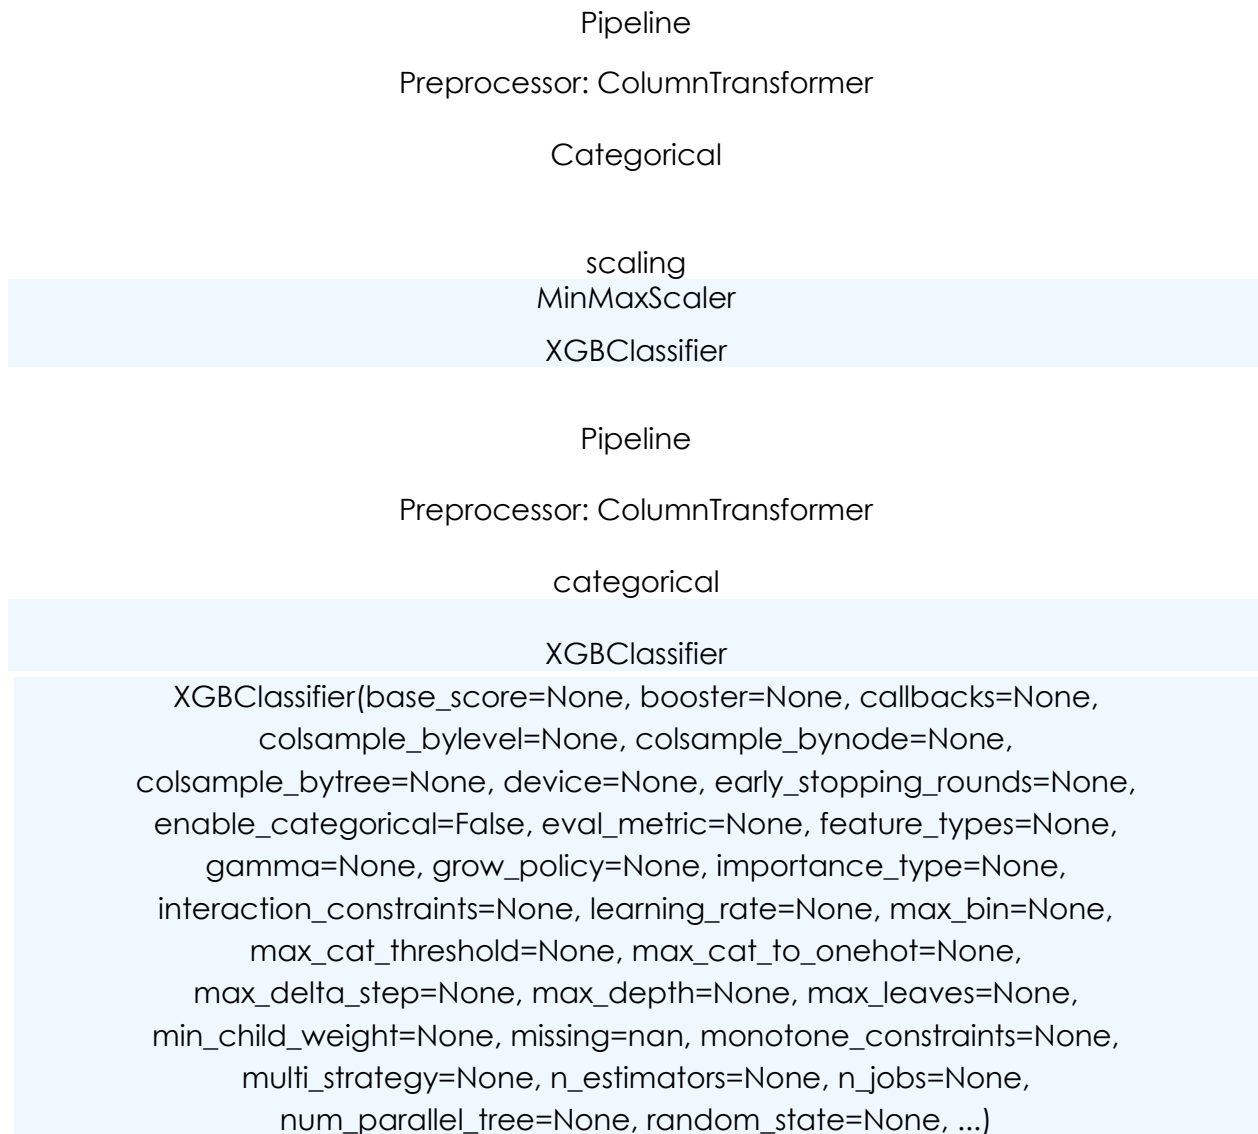 Pipeline
Preprocessor: ColumnTransformer
Categorical
scaling
MinMaxScaler
XGBClassifier
Pipeline
Preprocessor: ColumnTransformer
categorical
XGBClassifier
XGBClassifier(base_score=None, booster=None, callbacks=None,
colsample_bylevel=None, colsample_bynode=None,
colsample_bytree=None, device=None, early_stopping_rounds=None,
enable_categorical=False, eval_metric=None, feature_types=None,
gamma=None, grow_policy=None, importance_type=None,
interaction_constraints=None, learning_rate=None, max_bin=None,
max_cat_threshold=None, max_cat_to_onehot=None,
max_delta_step=None, max_depth=None, max_leaves=None,
min_child_weight=None, missing=nan, monotone_constraints=None,
multi_strategy=None, n_estimators=None, n_jobs=None,
num_parallel_tree=None, random_state=None, ...)